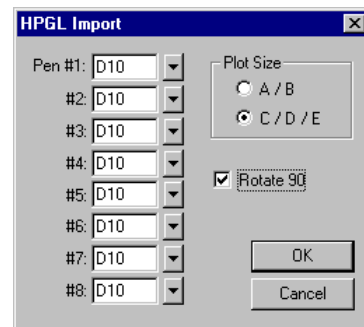 HPGL Import
Pen #1: D10
#2: D10
#3: D10
#4: D10
#5: D10
#6: D10
#7: D10
#8: D10
Plot Size
A / B
C / D / E
Rotate 90
OK
Cancel